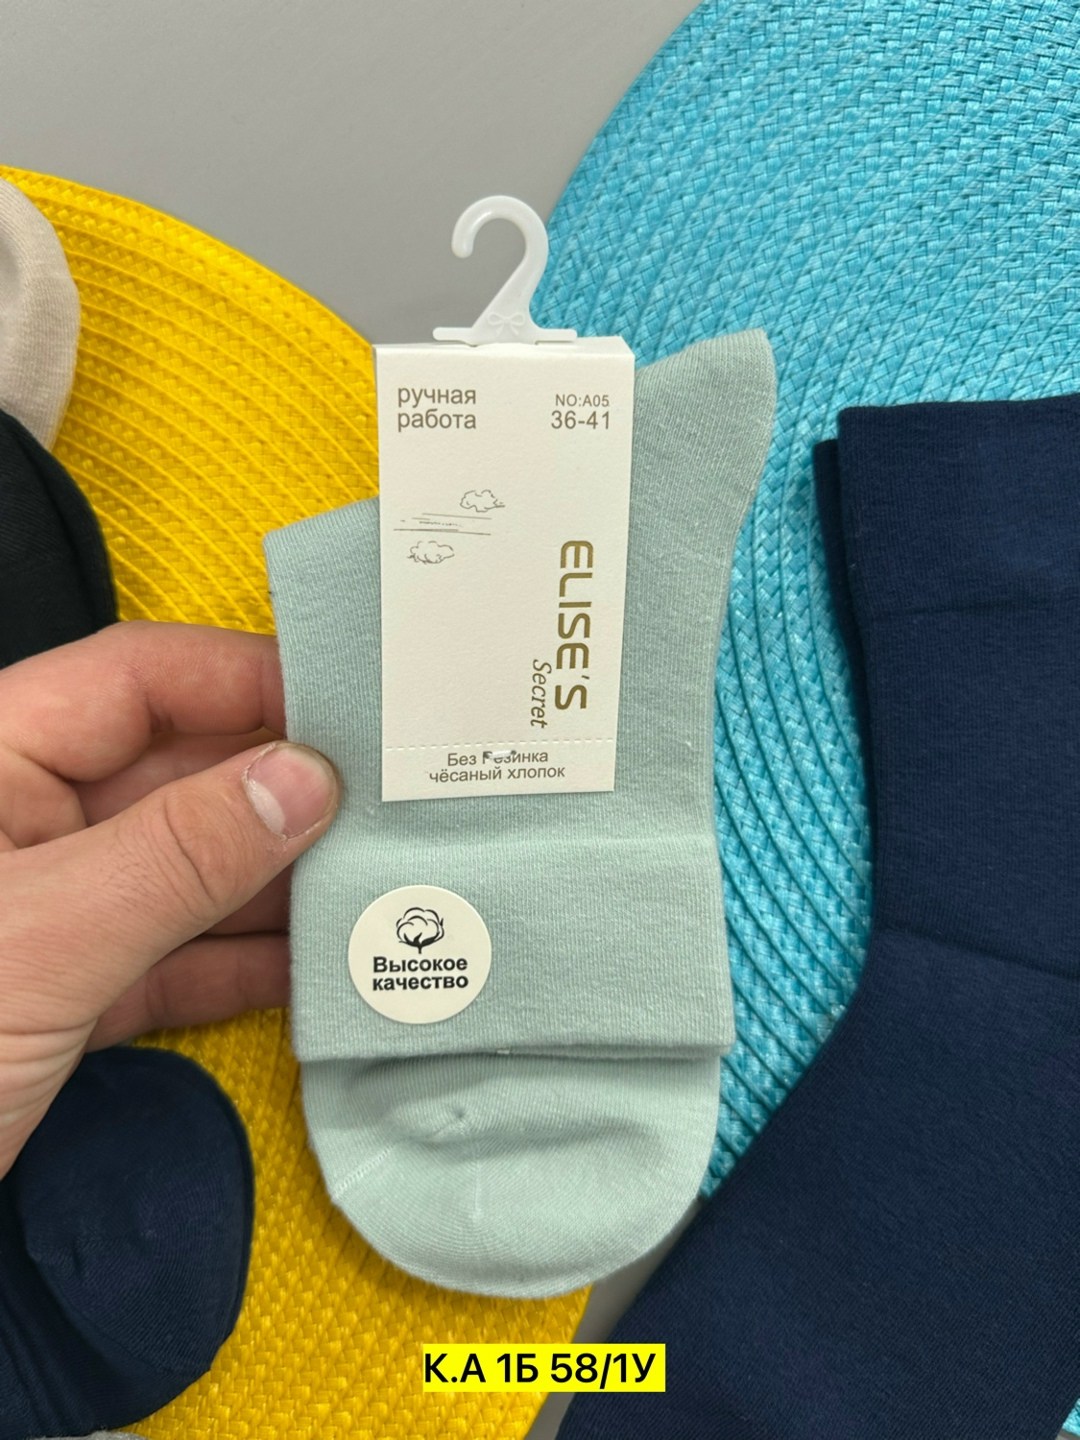 ручная
работа
NO:A05
36-41
ELISE'S
Secret
Без Резинка
чёсаный хлопок
Высокое
качество
К.А 1Б 58/1У